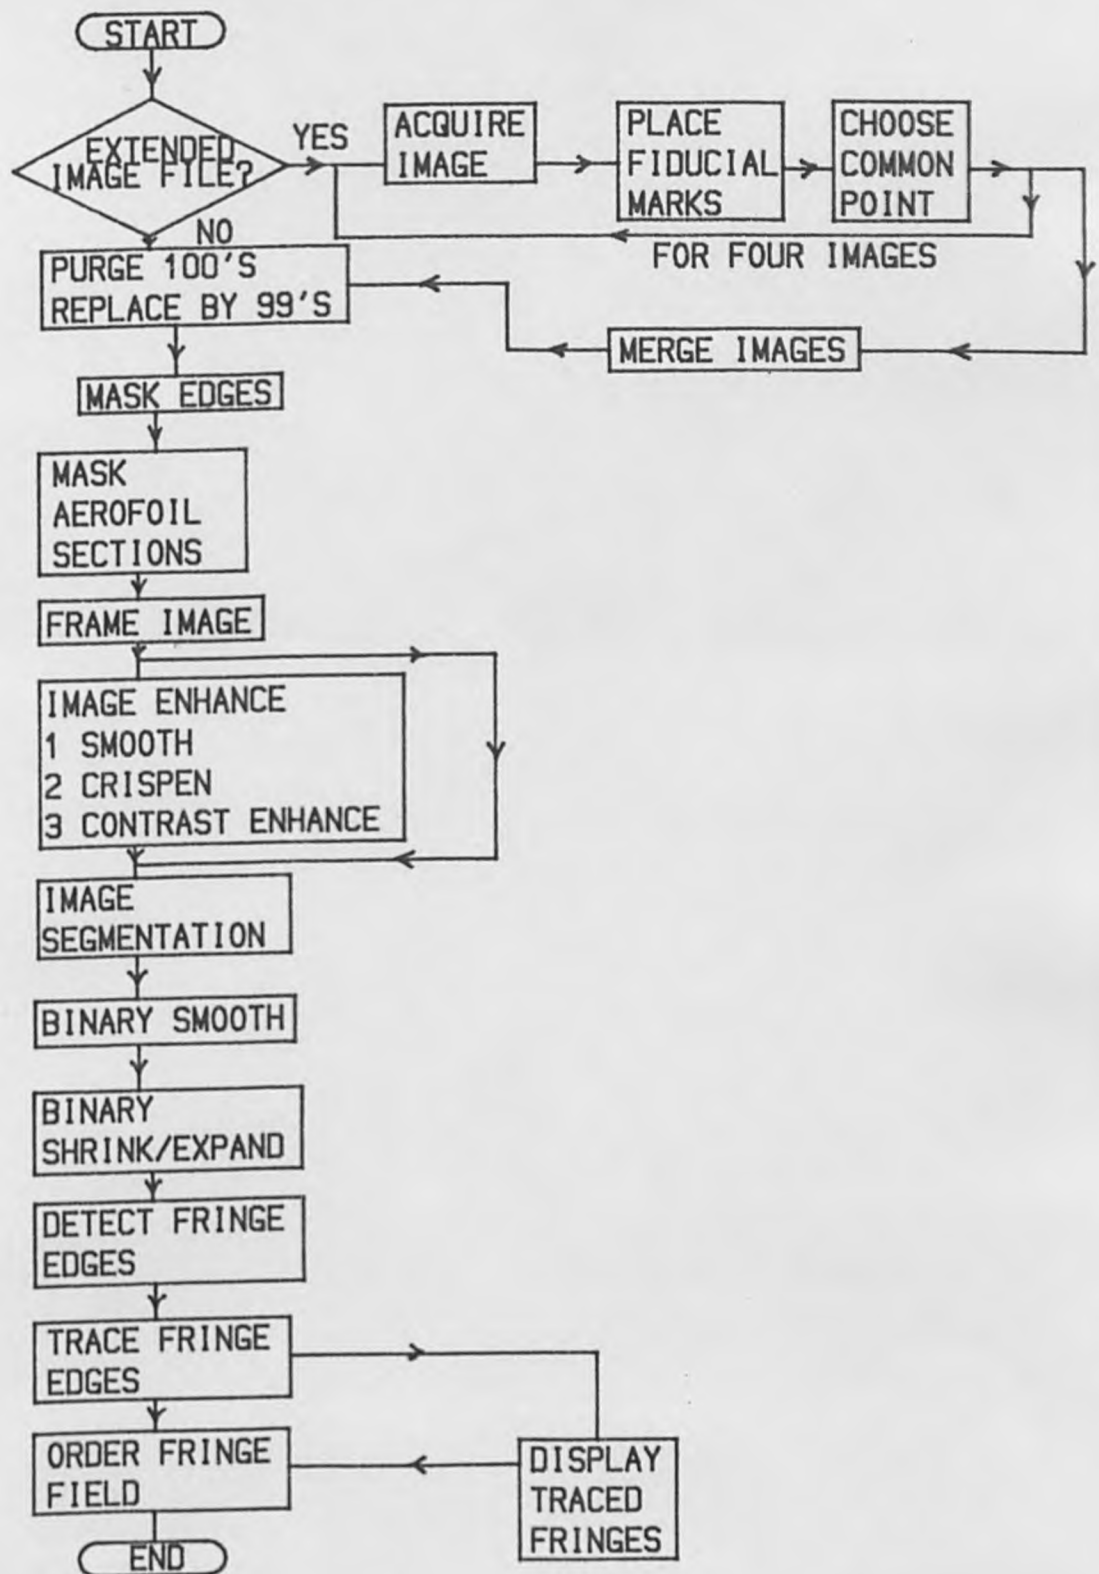 START
EXTENDED
IMAGE FILE?
YES
NO
ACQUIRE
IMAGE
PLACE
FIDUCIAL
MARKS
CHOOSE
COMMON
POINT
FOR FOUR IMAGES
MERGE IMAGES
PURGE 100'S
REPLACE BY 99'S
MASK EDGES
MASK
AEROFOIL
SECTIONS
FRAME IMAGE
IMAGE ENHANCE
1 SMOOTH
2 CRISPEN
3 CONTRAST ENHANCE
IMAGE
SEGMENTATION
BINARY SMOOTH
BINARY
SHRINK/EXPAND
DETECT FRINGE
EDGES
TRACE FRINGE
EDGES
ORDER FRINGE
FIELD
DISPLAY
TRACED
FRINGES
END